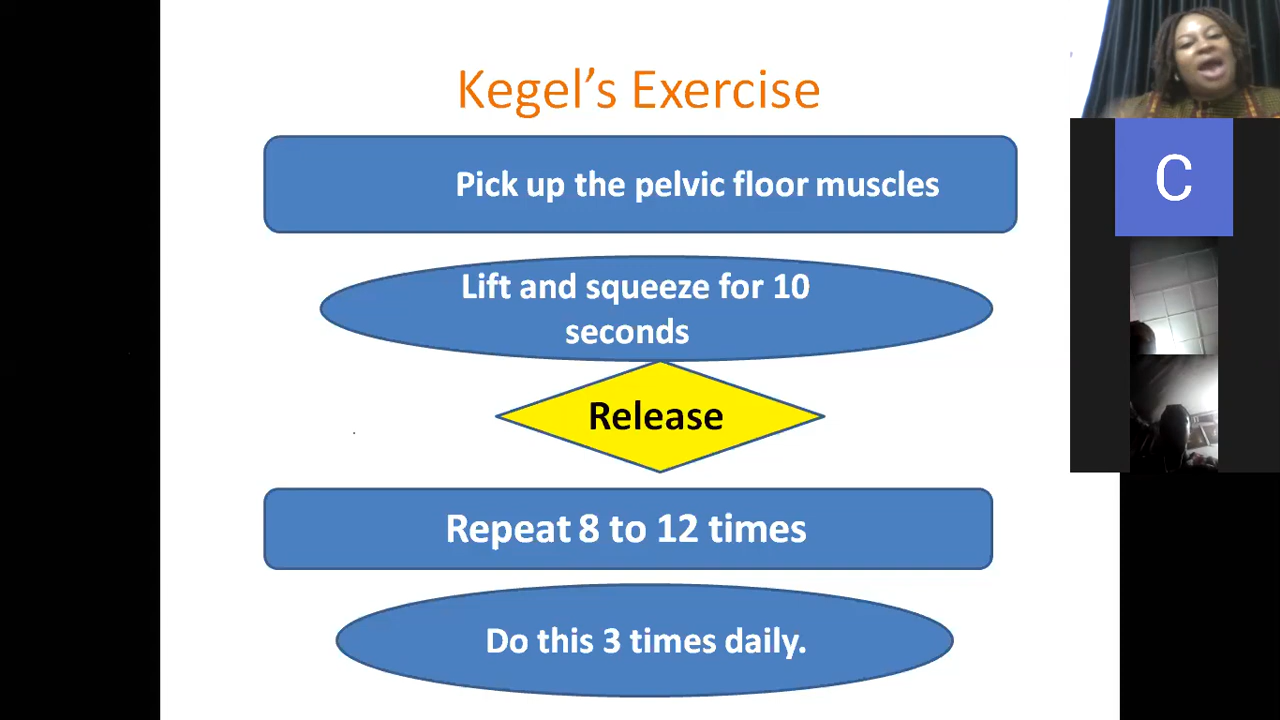 Kegel's Exercise
Pick up the pelvic floor muscles
Lift and squeeze for 10
seconds
Release
Repeat 8 to 12 times
Do this 3 times daily.
C